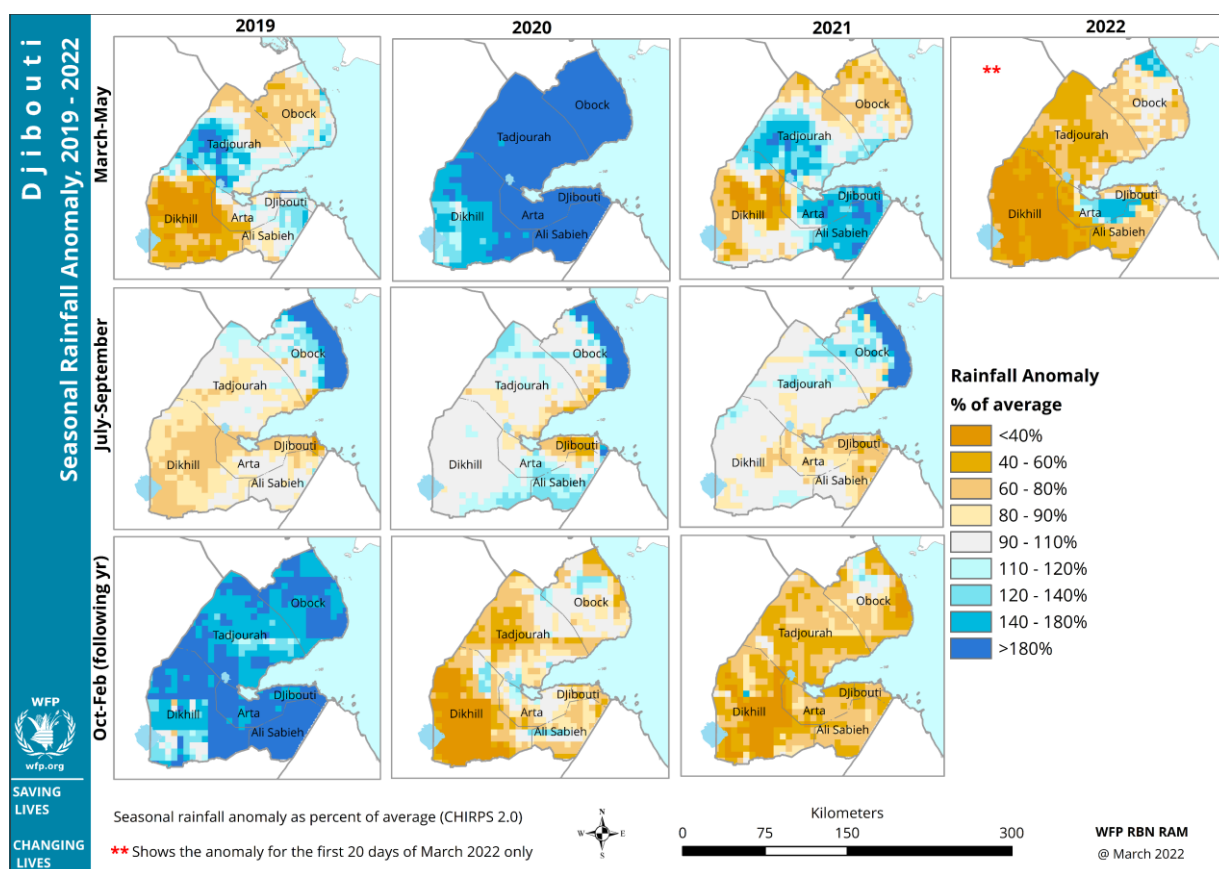 Djibouti
Seasonal Rainfall Anomaly, 2019 - 2022
WFP
wfp.org
SAVING
LIVES
CHANGING
LIVES
2019
2020
2021
2022
March-May
Obock
Tadjourah
Djibouti
Dikhill
Arta
Ali Sabieh
Obock
Tadjourah
Djibouti
Dikhill
Arta
Ali Sabieh
Obock
Tadjourah
Djibouti
Dikhill
Arta
Ali Sabieh
**
Obock
Tadjourah
Djibouti
Dikhill
Arta
Ali Sabieh
July-September
Obock
Tadjourah
Djibouti
Dikhill
Arta
Ali Sabieh
Obock
Tadjourah
Djibouti
Dikhill
Arta
Ali Sabieh
Obock
Tadjourah
Djibouti
Dikhill
Arta
Ali Sabieh
Oct-Feb (following yr)
Obock
Tadjourah
Djibouti
Dikhill
Arta
Ali Sabieh
Obock
Tadjourah
Djibouti
Dikhill
Arta
Ali Sabieh
Obock
Tadjourah
Djibouti
Dikhill
Arta
Ali Sabieh
Rainfall Anomaly
% of average
<40%
40 - 60%
60 - 80%
80 - 90%
90 - 110%
110 - 120%
120 - 140%
140 - 180%
>180%
Seasonal rainfall anomaly as percent of average (CHIRPS 2.0)
** Shows the anomaly for the first 20 days of March 2022 only
N
W E
S
Kilometers
0 75 150 300
WFP RBN RAM
@ March 2022